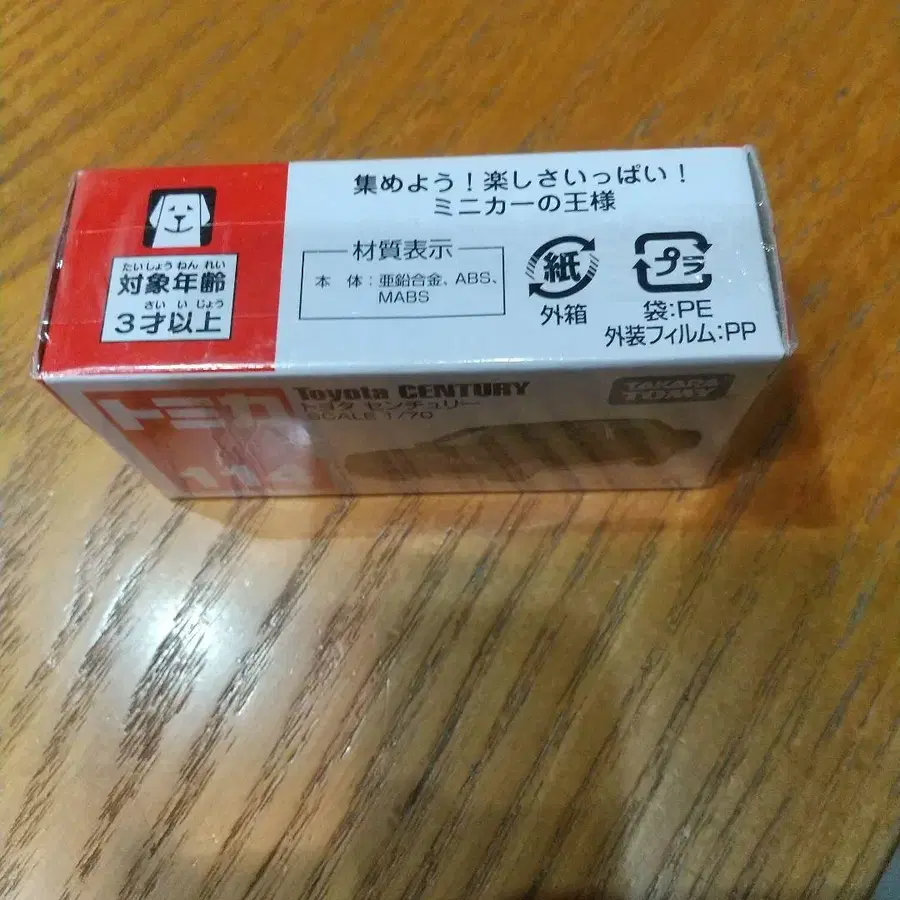 集めよう！楽しさいっぱい！
ミニカーの王様
たいしょうねんれい
対象年齢
さいいじょう
3才以上
材質表示
本 体：亜鉛合金、ABS、
MABS
紙
外箱
プラ
袋：PE
外装フィルム：PP
トミカ
Toyota CENTURY
トヨタ センチュリー
SCALE 1/70
TAKARA
TOMY
114